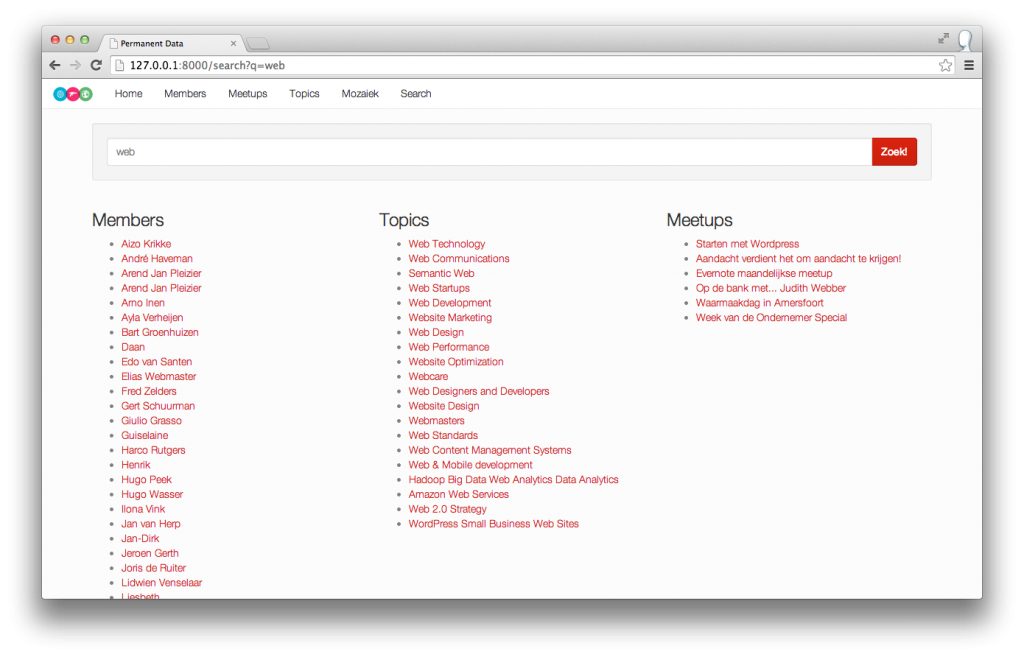 Permanent Data
127.0.0.1:8000/search?q=web
Home Members Meetups Topics Mozaiek Search
web Zoek!
Members
Aizo Krikke
André Haveman
Arend Jan Pleizier
Arend Jan Pleizier
Arno Inen
Ayla Verheijen
Bart Groenhuizen
Daan
Edo van Santen
Elias Webmaster
Fred Zelders
Gert Schuurman
Giulio Grasso
Guiselaine
Harco Rutgers
Henrik
Hugo Peek
Hugo Wasser
Ilona Vink
Jan van Herp
Jan-Dirk
Jeroen Gerth
Joris de Ruiter
Lidwien Venselaar
Liesbeth
Topics
Web Technology
Web Communications
Semantic Web
Web Startups
Web Development
Website Marketing
Web Design
Web Performance
Website Optimization
Webcare
Web Designers and Developers
Website Design
Webmasters
Web Standards
Web Content Management Systems
Web & Mobile development
Hadoop Big Data Web Analytics Data Analytics
Amazon Web Services
Web 2.0 Strategy
WordPress Small Business Web Sites
Meetups
Starten met Wordpress
Aandacht verdient het om aandacht te krijgen!
Evernote maandelijkse meetup
Op de bank met... Judith Webber
Waarmaakdag in Amersfoort
Week van de Ondernemer Special